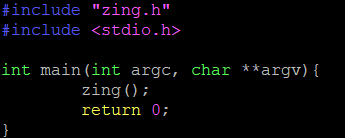 #include "zing.h"
#include <stdio.h>
int main(int argc, char **argv){
zing();
return 0;
}